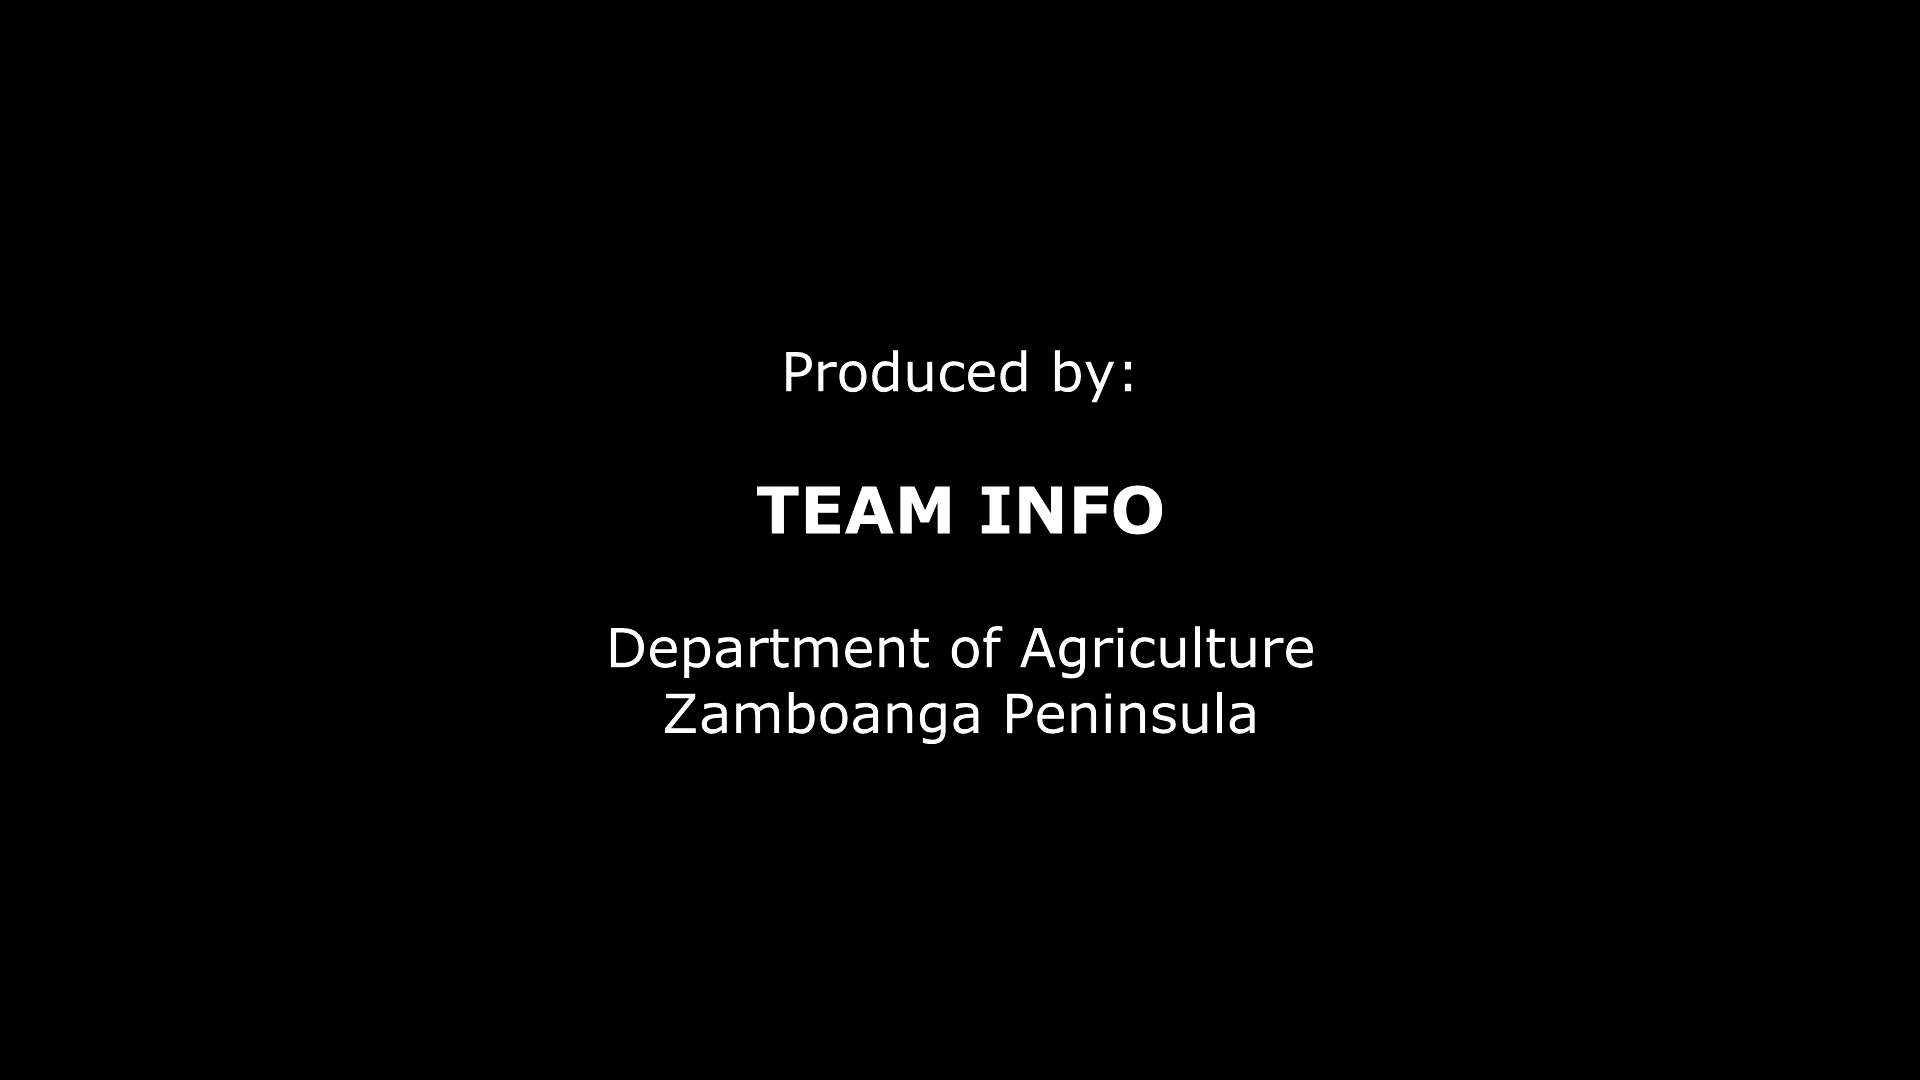 Produced by:
TEAM INFO
Department of Agriculture
Zamboanga Peninsula